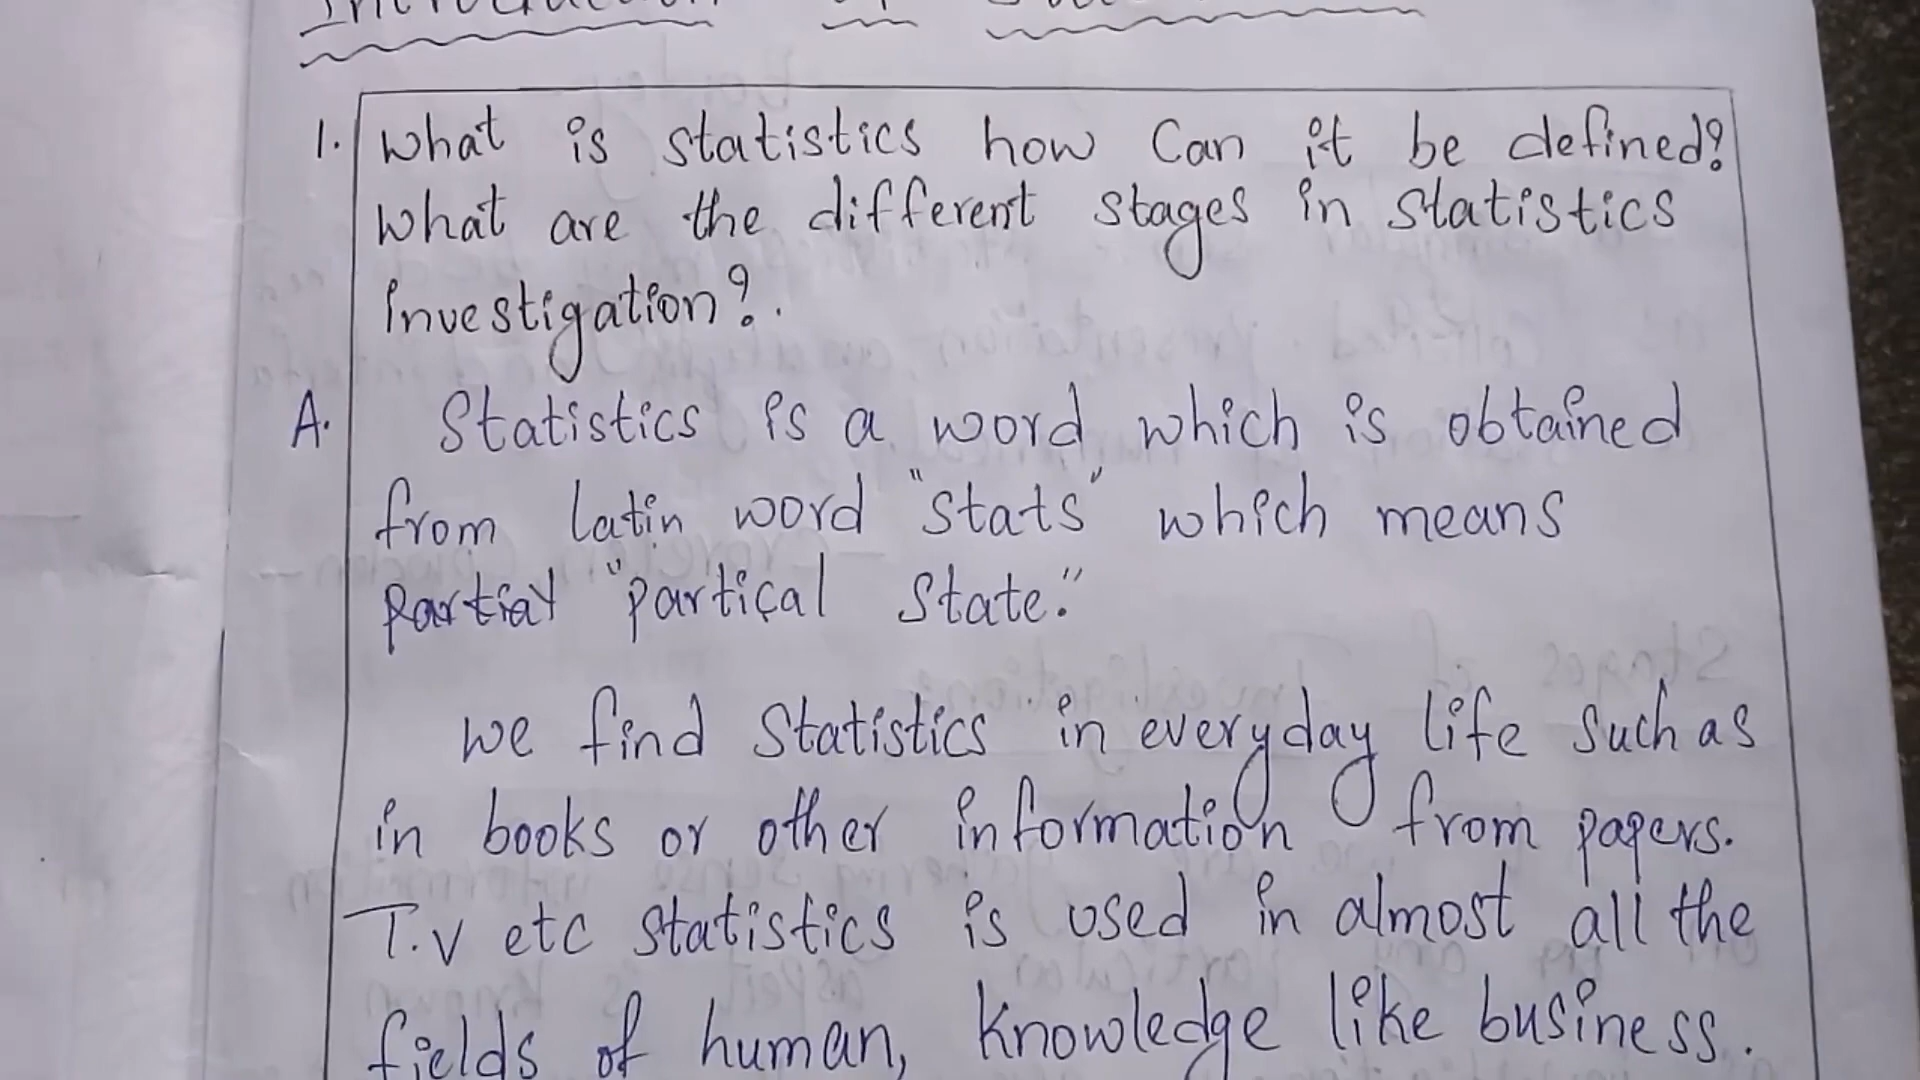 1. What is statistics how Can it be defined?
What are the different stages in statistics
investigation?.
A. Statistics is a word which is obtained
from latin word "stats" which means
partial "partical state."
we find statistics in everyday life such as
in books or other information from papers.
T.v etc statistics is used in almost all the
fields of human, knowledge like business.